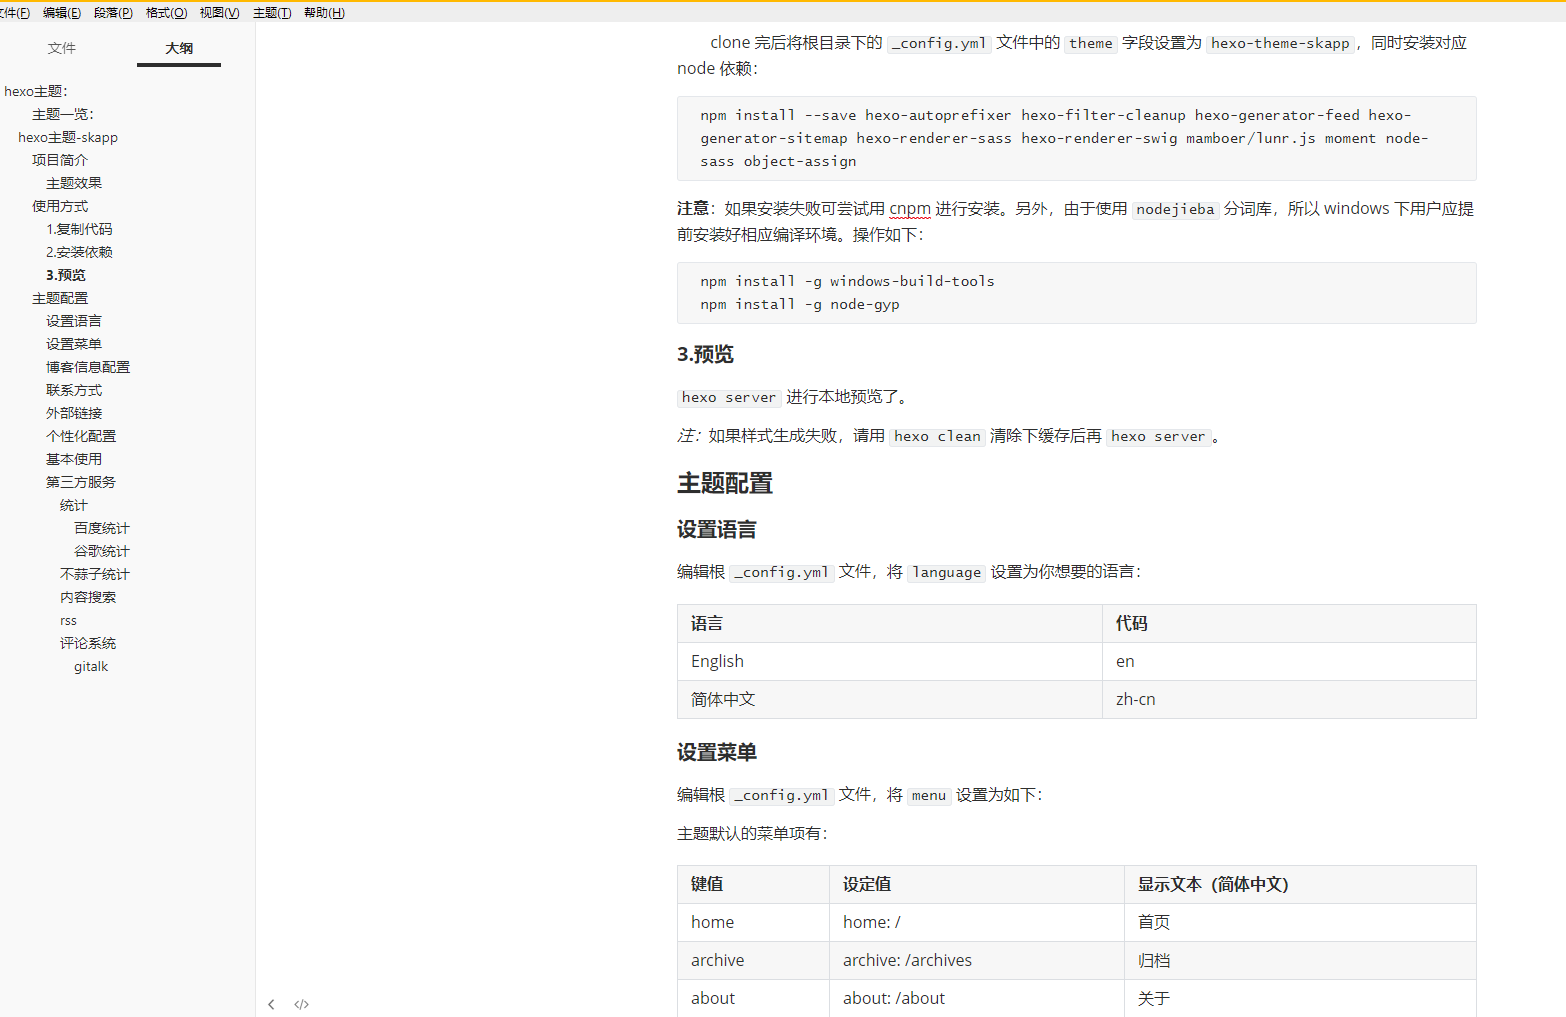 文件(F) 编辑(E) 段落(P) 格式(O) 视图(V) 主题(T) 帮助(H)
文件 大纲
hexo主题：
主题一览：
hexo主题-skapp
项目简介
主题效果
使用方式
1.复制代码
2.安装依赖
3.预览
主题配置
设置语言
设置菜单
博客信息配置
联系方式
外部链接
个性化配置
基本使用
第三方服务
统计
百度统计
谷歌统计
不蒜子统计
内容搜索
rss
评论系统
gitalk
clone 完后将根目录下的 _config.yml 文件中的 theme 字段设置为 hexo-theme-skapp，同时安装对应
node 依赖：
npm install --save hexo-autoprefixer hexo-filter-cleanup hexo-generator-feed hexo-
generator-sitemap hexo-renderer-sass hexo-renderer-swig mamboer/lunr.js moment node-
sass object-assign
注意：如果安装失败可尝试用 cnpm 进行安装。另外，由于使用 nodejieba 分词库，所以 windows 下用户应提
前安装好相应编译环境。操作如下：
npm install -g windows-build-tools
npm install -g node-gyp
3.预览
hexo server 进行本地预览了。
注：如果样式生成失败，请用 hexo clean 清除下缓存后再 hexo server 。
主题配置
设置语言
编辑根 _config.yml 文件，将 language 设置为你想要的语言：
语言 代码
English en
简体中文 zh-cn
设置菜单
编辑根 _config.yml 文件，将 menu 设置为如下：
主题默认的菜单项有：
键值 设定值 显示文本（简体中文）
home home: / 首页
archive archive: /archives 归档
about about: /about 关于